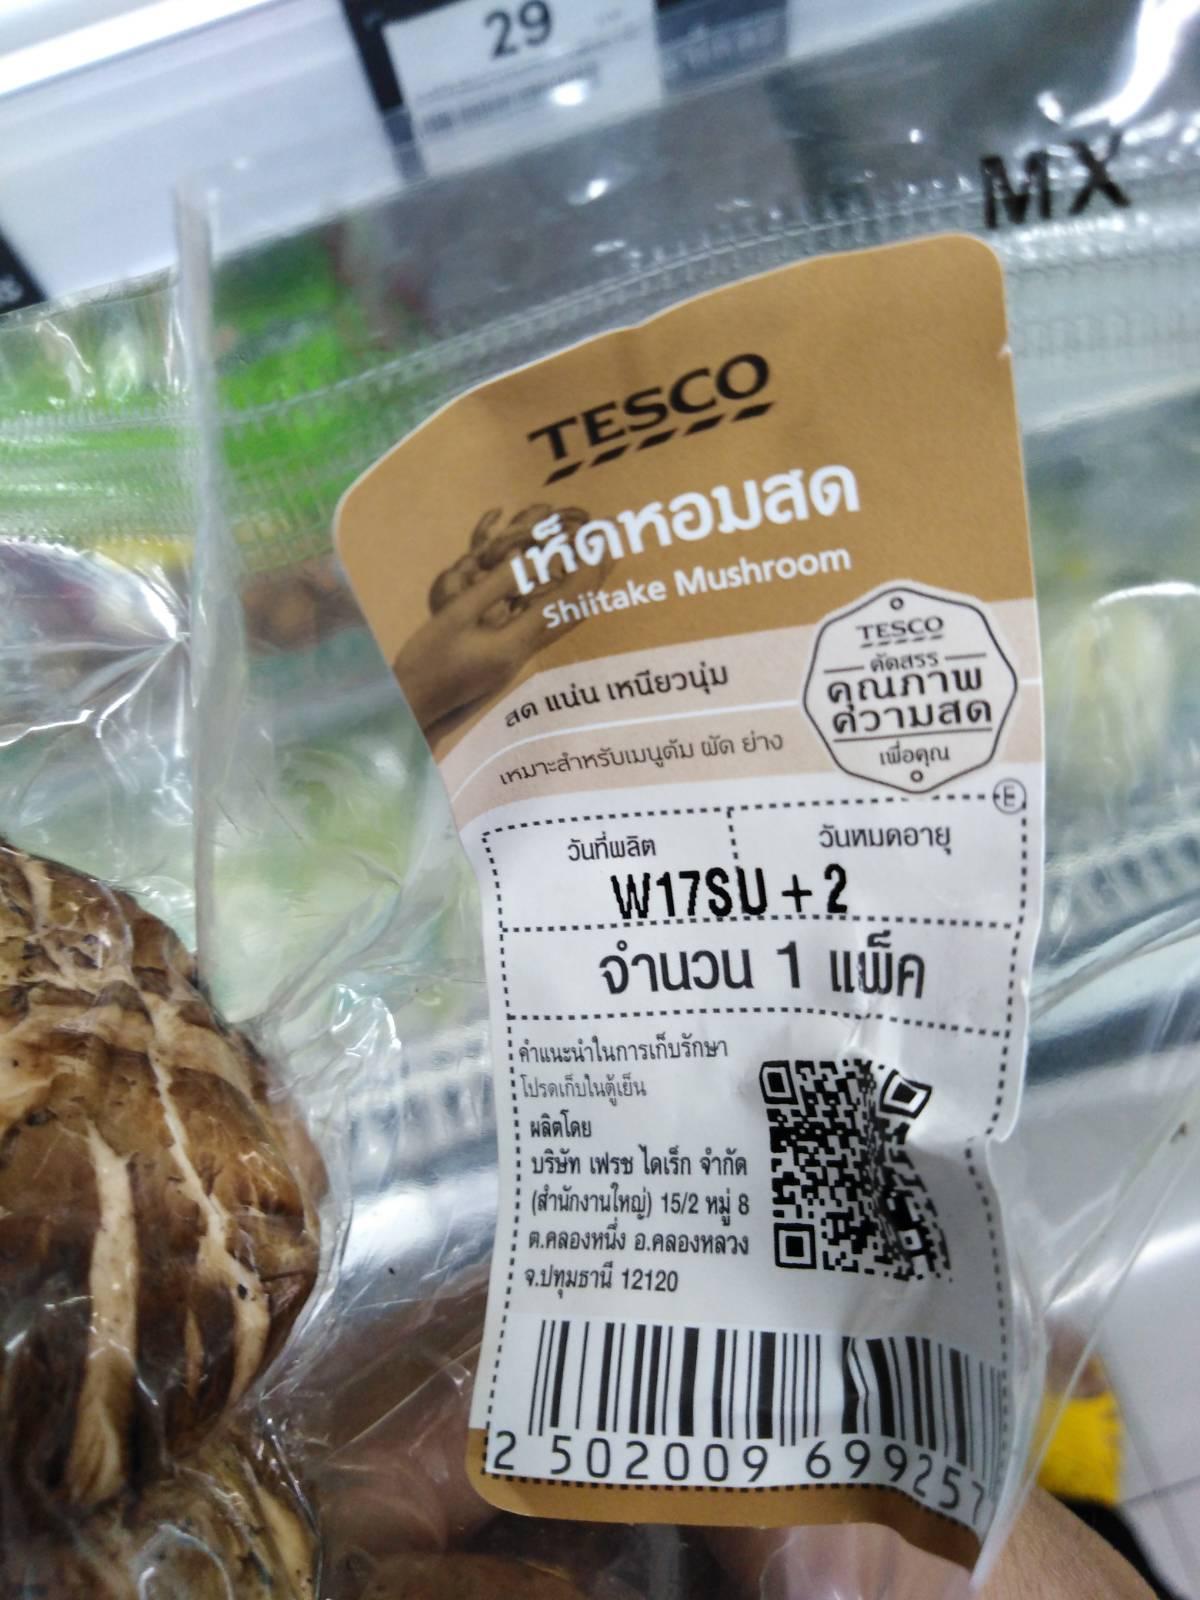 29
MX
TESCO
เห็ดหอมสด
Shiitake Mushroom
สด แน่น เหนียวนุ่ม
เหมาะสำหรับเมนูต้ม ผัด ย่าง
TESCO
คัดสรร
คุณภาพ
ความสด
เพื่อคุณ
E
วันที่ผลิต วันหมดอายุ
W17SU + 2
จำนวน 1 แพ็ค
คำแนะนำในการเก็บรักษา
โปรดเก็บในตู้เย็น
ผลิตโดย
บริษัท เฟรช ไดเร็ก จำกัด
(สำนักงานใหญ่) 15/2 หมู่ 8
ต.คลองหนึ่ง อ.คลองหลวง
จ.ปทุมธานี 12120
2 502009 699257